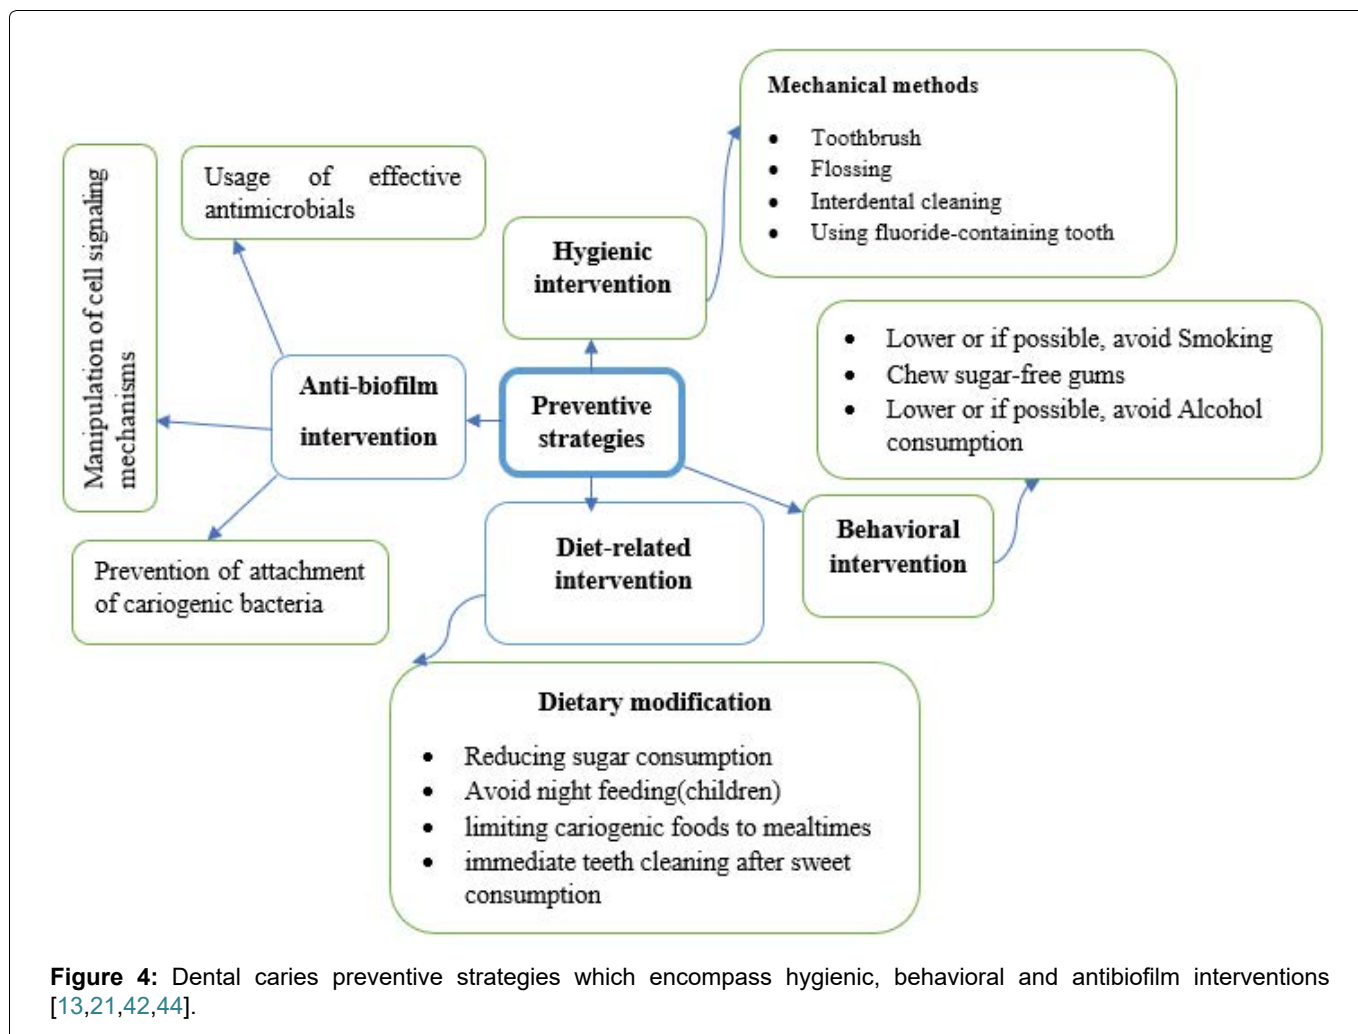 Mechanical methods
• Toothbrush
• Flossing
• Interdental cleaning
• Using fluoride-containing tooth
Usage of effective
antimicrobials
Manipulation of cell signaling
mechanisms
Hygienic
intervention
• Lower or if possible, avoid Smoking
• Chew sugar-free gums
• Lower or if possible, avoid Alcohol
consumption
Anti-biofilm
intervention
Preventive
strategies
Behavioral
intervention
Diet-related
intervention
Prevention of attachment
of cariogenic bacteria
Dietary modification
• Reducing sugar consumption
• Avoid night feeding(children)
• limiting cariogenic foods to mealtimes
• immediate teeth cleaning after sweet
consumption
Figure 4: Dental caries preventive strategies which encompass hygienic, behavioral and antibiofilm interventions
[13,21,42,44].